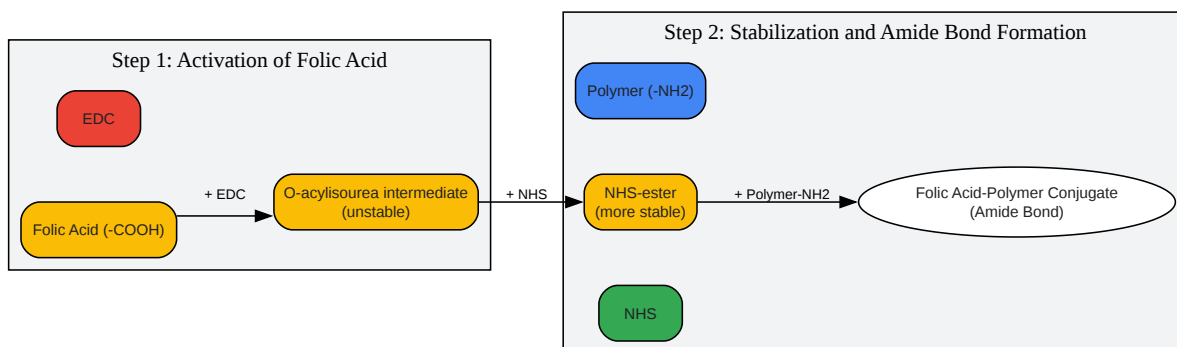 Step 1: Activation of Folic Acid
EDC
Folic Acid (-COOH)
+ EDC
O-acylisourea intermediate
(unstable)
+ NHS
Step 2: Stabilization and Amide Bond Formation
Polymer (-NH2)
NHS-ester
(more stable)
+ Polymer-NH2
Folic Acid-Polymer Conjugate
(Amide Bond)
NHS